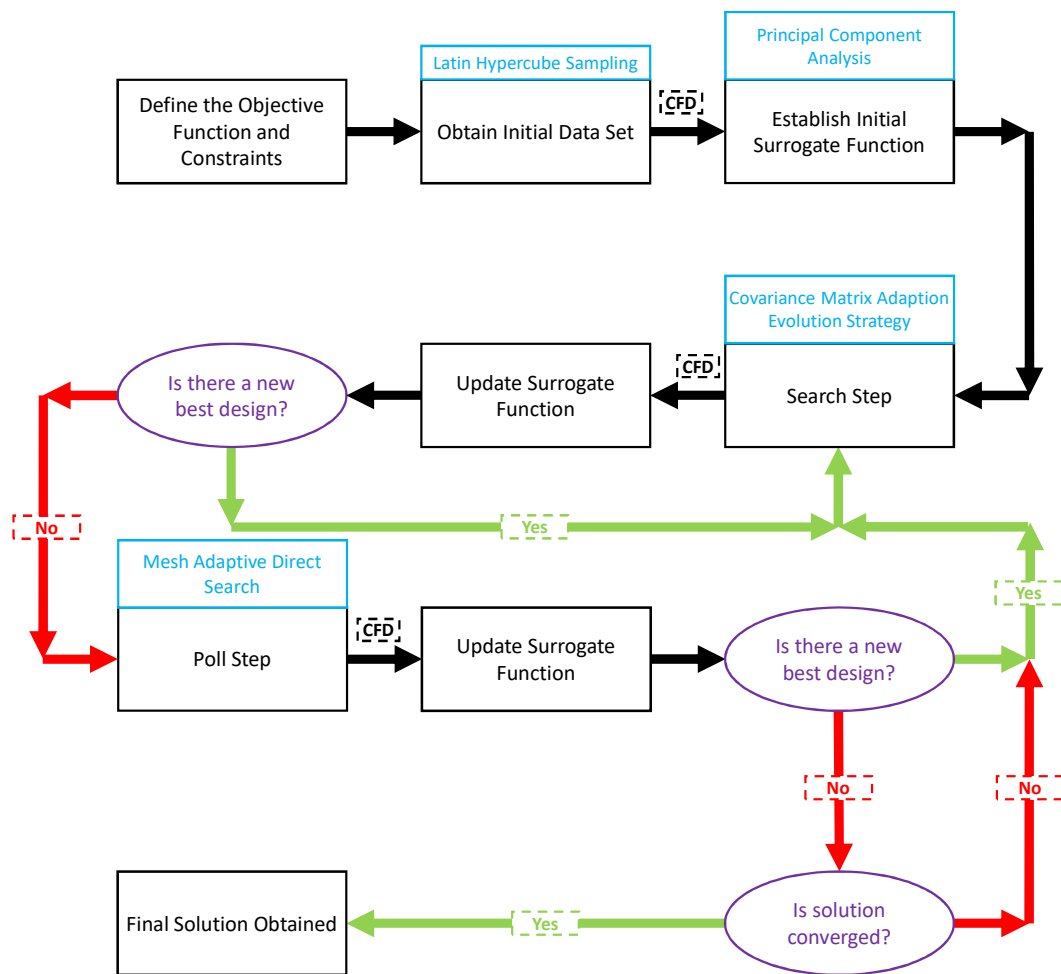 Define the Objective
Function and
Constraints
Latin Hypercube Sampling
Obtain Initial Data Set
CFD
Principal Component
Analysis
Establish Initial
Surrogate Function
Covariance Matrix Adaption
Evolution Strategy
Search Step
CFD
Update Surrogate
Function
Is there a new
best design?
No
Yes
Yes
Mesh Adaptive Direct
Search
Poll Step
CFD
Update Surrogate
Function
Is there a new
best design?
No
No
Is solution
converged?
Yes
Final Solution Obtained